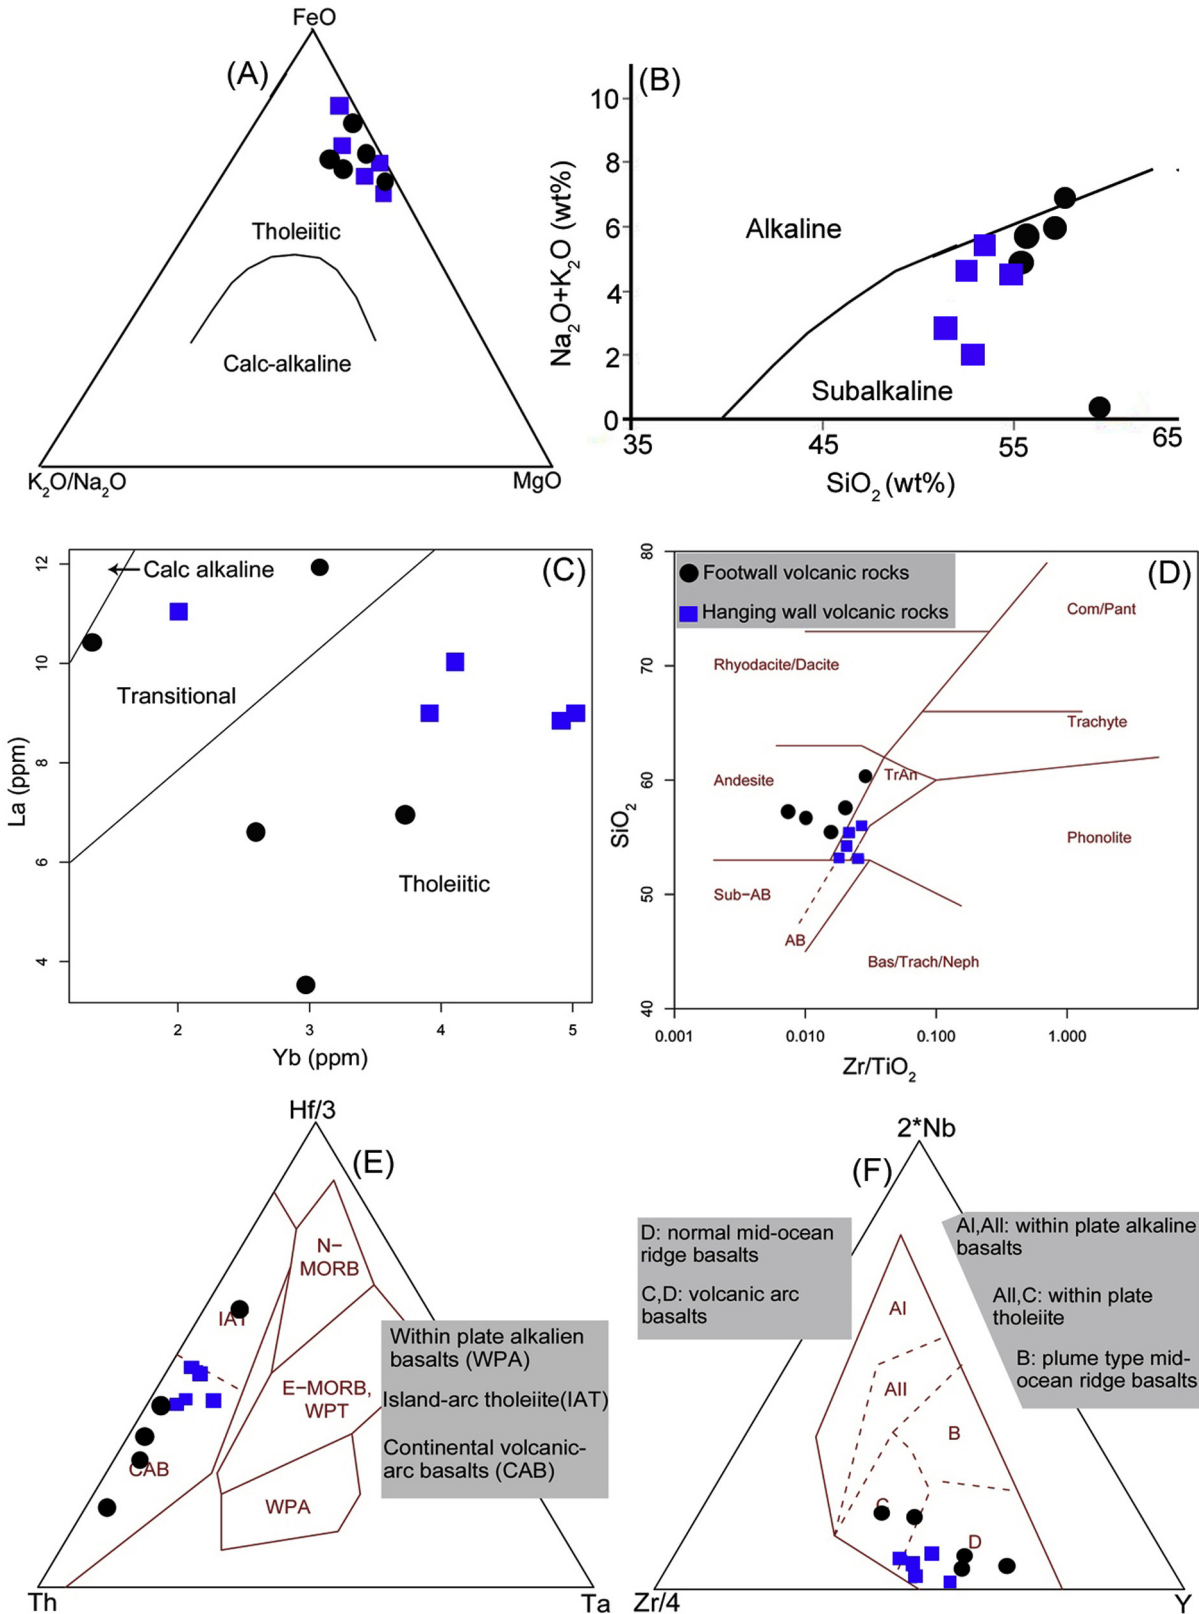 FeO
(A)
Tholeiitic
Calc-alkaline
K₂O/Na₂O
MgO
(B)
10
8
6
4
2
0
Na₂O+K₂O (wt%)
Alkaline
Subalkaline
35
45
55
65
SiO₂ (wt%)
12
10
8
6
4
La (ppm)
Calc alkaline
(C)
Transitional
Tholeiitic
2
3
4
5
Yb (ppm)
80
70
60
50
40
SiO₂
Footwall volcanic rocks
Hanging wall volcanic rocks
(D)
Com/Pant
Rhyodacite/Dacite
Trachyte
Andesite
TrAn
Phonolite
Sub−AB
AB
Bas/Trach/Neph
0.001
0.010
0.100
1.000
Zr/TiO₂
Hf/3
(E)
N−
MORB
IAT
E−MORB,
WPT
CAB
WPA
Within plate alkalien
basalts (WPA)
Island-arc tholeiite(IAT)
Continental volcanic-
arc basalts (CAB)
Th
Ta
2*Nb
(F)
D: normal mid-ocean
ridge basalts
C,D: volcanic arc
basalts
AI,AII: within plate alkaline
basalts
AII,C: within plate
tholeiite
B: plume type mid-
ocean ridge basalts
AI
AII
B
C
D
Zr/4
Y